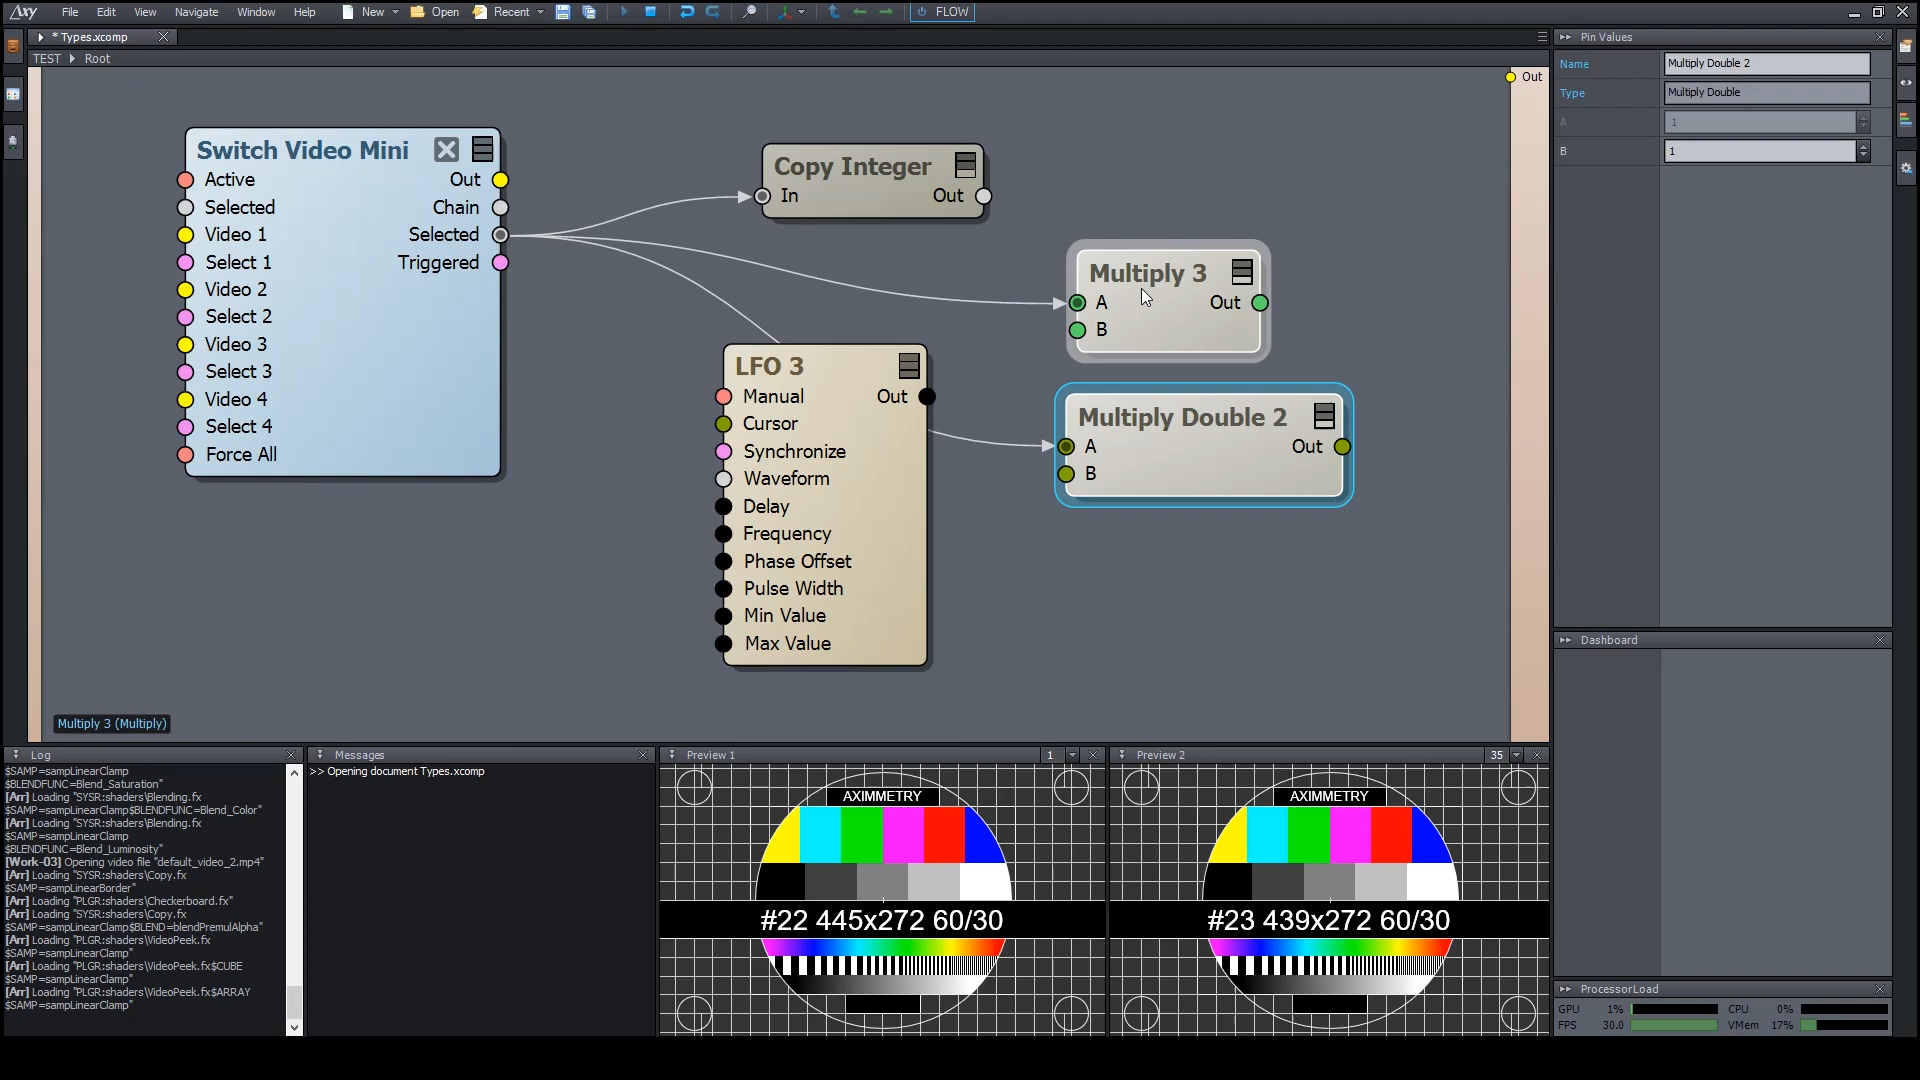 Axy File Edit View Navigate Window Help New Open Recent FLOW
* Types.xcomp
TEST Root
Out
Switch Video Mini
Active Out
Selected Chain
Video 1 Selected
Select 1 Triggered
Video 2
Select 2
Video 3
Select 3
Video 4
Select 4
Force All
Copy Integer
In Out
Multiply 3
A Out
B
LFO 3
Manual Out
Cursor
Synchronize
Waveform
Delay
Frequency
Phase Offset
Pulse Width
Min Value
Max Value
Multiply Double 2
A Out
B
Multiply 3 (Multiply)
Pin Values
Name Multiply Double 2
Type Multiply Double
A 1
B 1
Dashboard
Log
$SAMP=sampLinearClamp
$BLENDFUNC=Blend_Saturation"
[Arr] Loading "SYSR:shaders\Blending.fx
$SAMP=sampLinearClamp$BLENDFUNC=Blend_Color"
[Arr] Loading "SYSR:shaders\Blending.fx
$SAMP=sampLinearClamp
$BLENDFUNC=Blend_Luminosity"
[Work-03] Opening video file "default_video_2.mp4"
[Arr] Loading "SYSR:shaders\Copy.fx
$SAMP=sampLinearBorder"
[Arr] Loading "PLGR:shaders\Checkerboard.fx"
[Arr] Loading "SYSR:shaders\Copy.fx
$SAMP=sampLinearClamp$BLEND=blendPremulAlpha"
[Arr] Loading "PLGR:shaders\VideoPeek.fx
$SAMP=sampLinearClamp"
[Arr] Loading "PLGR:shaders\VideoPeek.fx$CUBE
$SAMP=sampLinearClamp"
[Arr] Loading "PLGR:shaders\VideoPeek.fx$ARRAY
$SAMP=sampLinearClamp"
Messages
>> Opening document Types.xcomp
Preview 1 1
AXIMMETRY
#22 445x272 60/30
Preview 2 35
AXIMMETRY
#23 439x272 60/30
ProcessorLoad
GPU 1% CPU 0%
FPS 30.0 VMem 17%